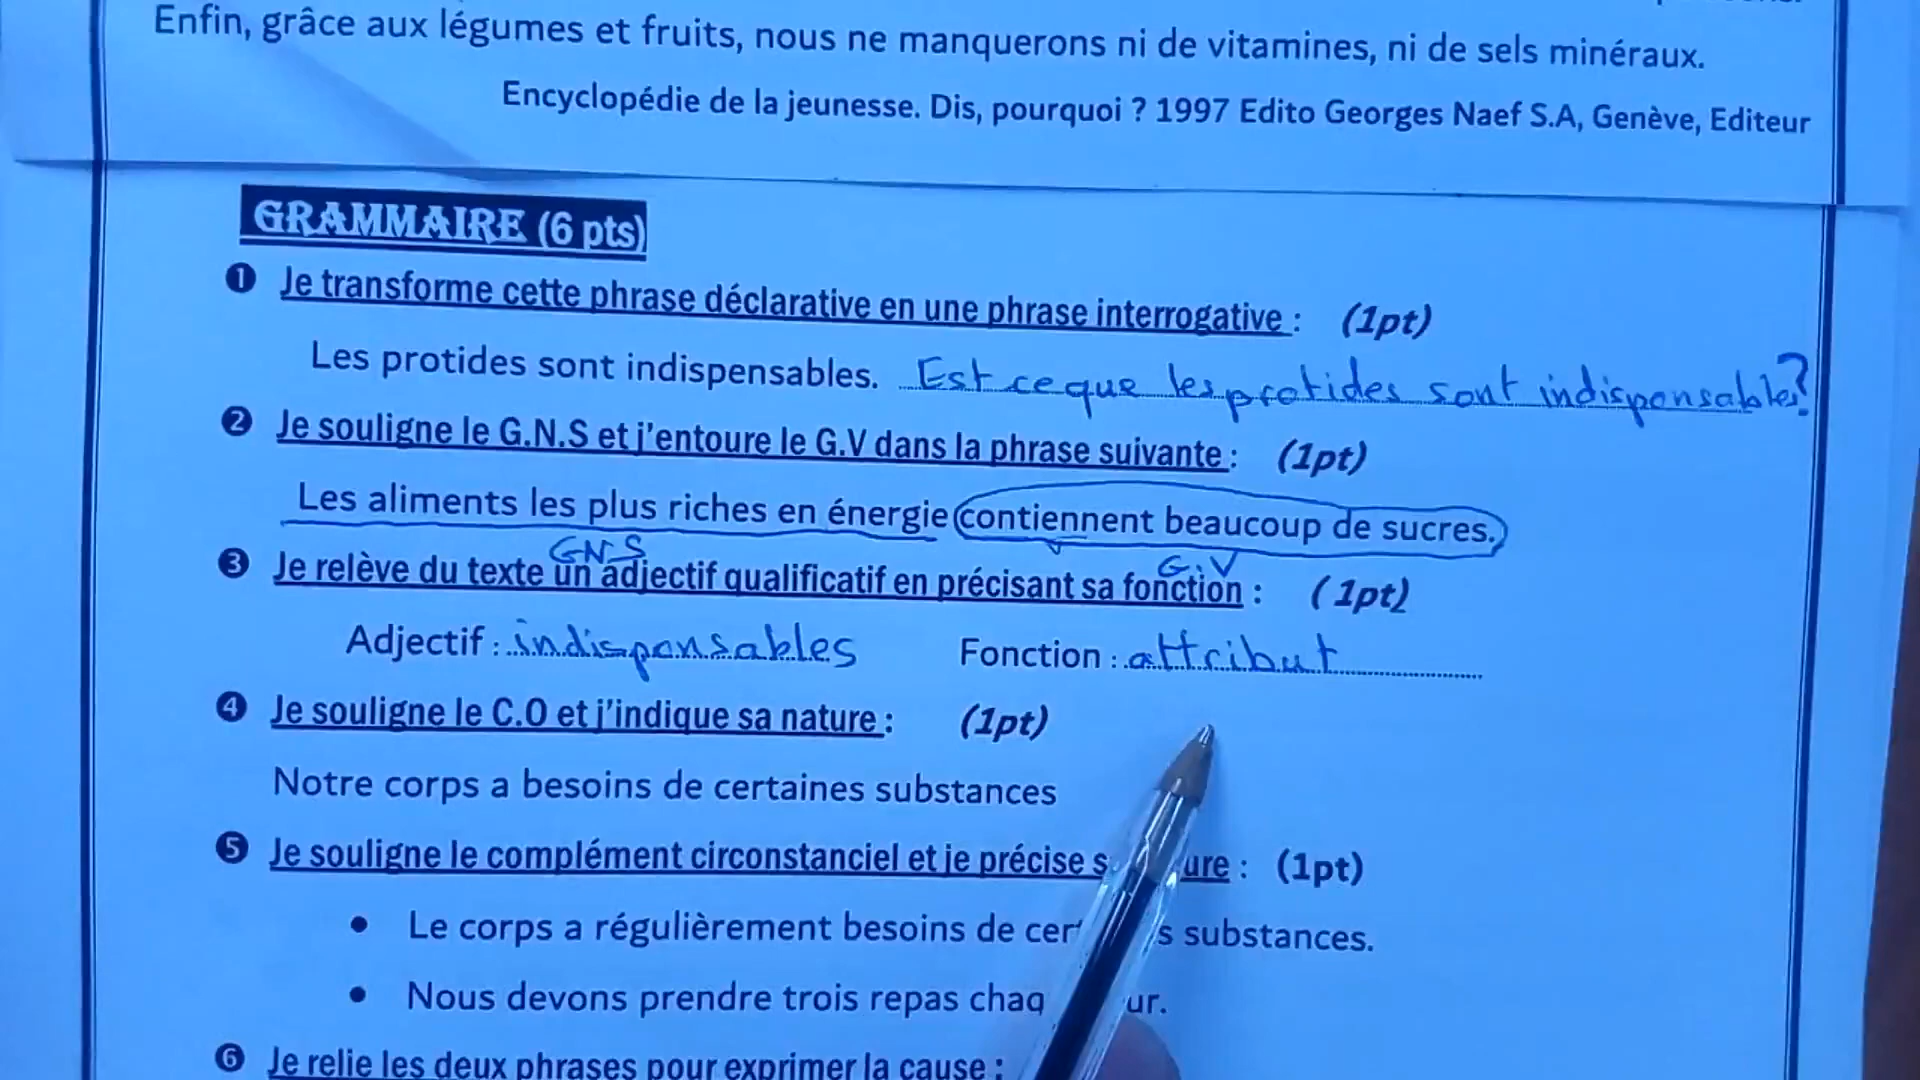 Enfin, grâce aux légumes et fruits, nous ne manquerons ni de vitamines, ni de sels minéraux.
Encyclopédie de la jeunesse. Dis, pourquoi ? 1997 Edito Georges Naef S.A, Genève, Editeur
GRAMMAIRE (6 pts)
❶ Je transforme cette phrase déclarative en une phrase interrogative : (1pt)
Les protides sont indispensables. Est ce que les protides sont indispensables?
❷ Je souligne le G.N.S et j'entoure le G.V dans la phrase suivante : (1pt)
Les aliments les plus riches en énergie contiennent beaucoup de sucres.
GNS G.V
❸ Je relève du texte un adjectif qualificatif en précisant sa fonction : (1pt)
Adjectif : indispensables Fonction : attribut
❹ Je souligne le C.O et j'indique sa nature : (1pt)
Notre corps a besoins de certaines substances
❺ Je souligne le complément circonstanciel et je précise : (1pt)
• Le corps a régulièrement besoins de substances.
• Nous devons prendre trois repas
❻ Je relie les deux phrases pour exprimer la cause :